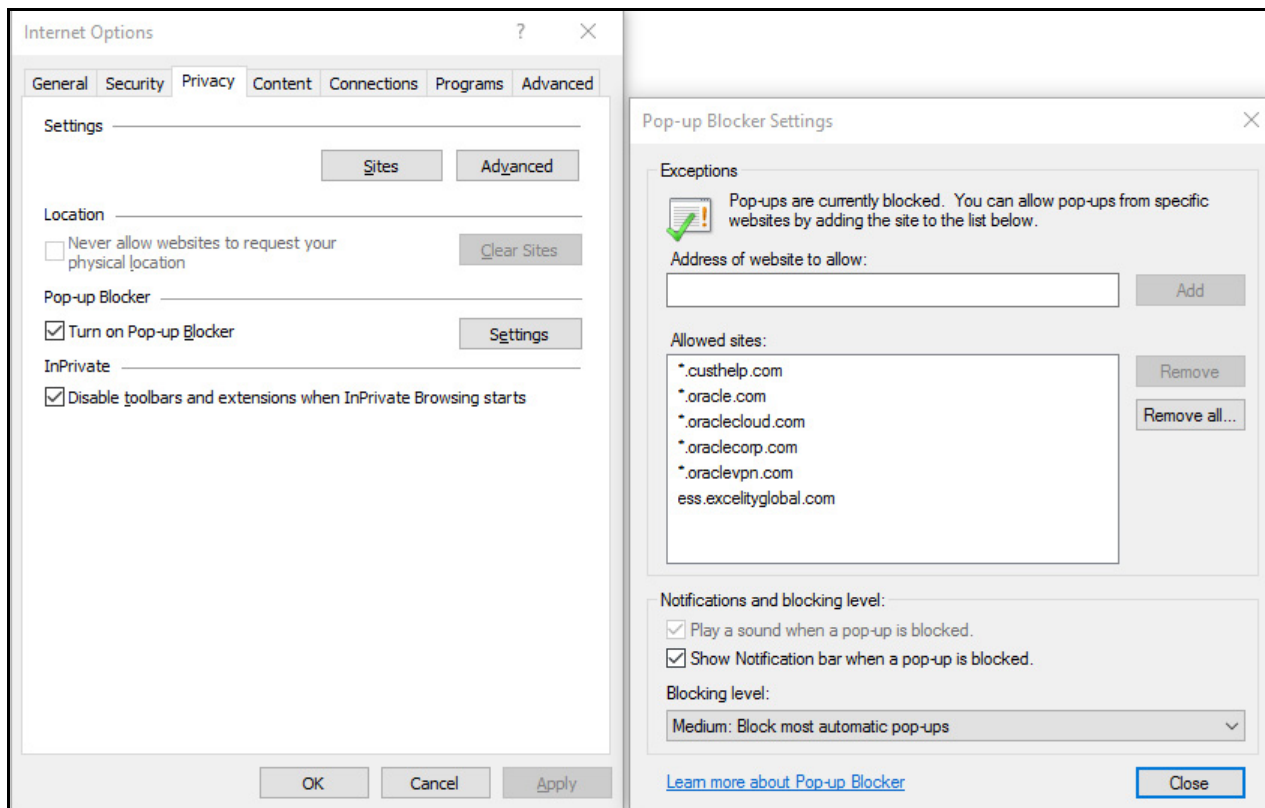 Internet Options
?
General Security Privacy Content Connections Programs Advanced
Settings
Sites Advanced
Location
Never allow websites to request your
physical location
Clear Sites
Pop-up Blocker
Turn on Pop-up Blocker
Settings
InPrivate
Disable toolbars and extensions when InPrivate Browsing starts
OK Cancel Apply
Pop-up Blocker Settings
Exceptions
Pop-ups are currently blocked. You can allow pop-ups from specific
websites by adding the site to the list below.
Address of website to allow:
Add
Allowed sites:
*.custhelp.com
*.oracle.com
*.oraclecloud.com
*.oraclecorp.com
*.oraclevpn.com
ess.excelityglobal.com
Remove
Remove all...
Notifications and blocking level:
Play a sound when a pop-up is blocked.
Show Notification bar when a pop-up is blocked.
Blocking level:
Medium: Block most automatic pop-ups
Learn more about Pop-up Blocker
Close